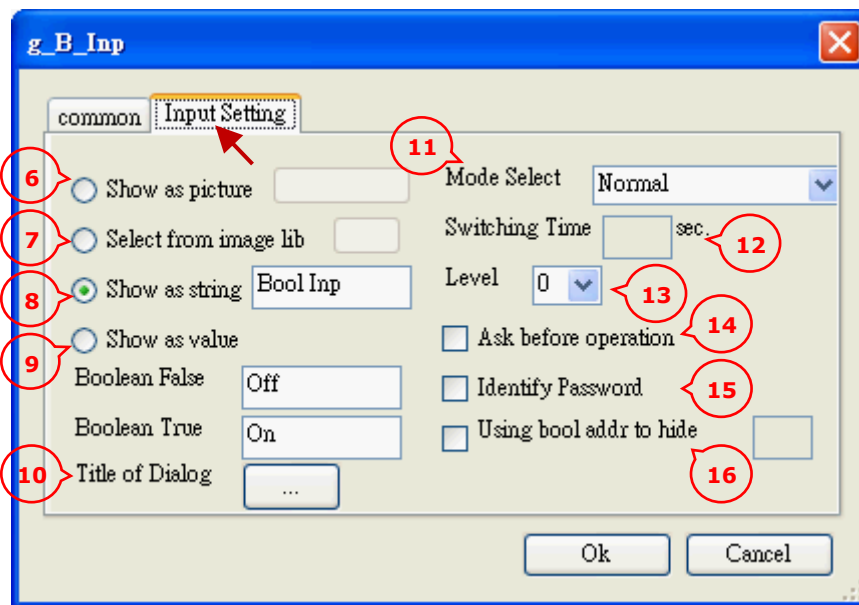 g_B_Inp
common
Input Setting
6
Show as picture
7
Select from image lib
8
Show as string
Bool Inp
9
Show as value
Boolean False
Off
Boolean True
On
10
Title of Dialog
...
11
Mode Select
Normal
Switching Time
sec.
12
Level
0
13
Ask before operation
14
Identify Password
15
Using bool addr to hide
16
Ok
Cancel